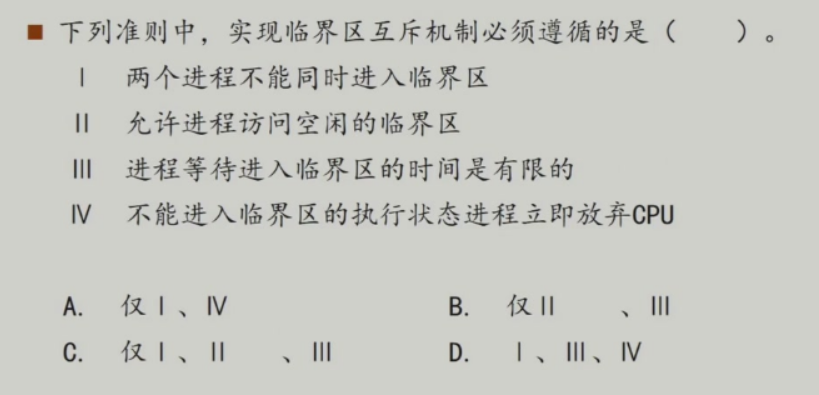 ■ 下列准则中，实现临界区互斥机制必须遵循的是（　　）。
Ⅰ 两个进程不能同时进入临界区
Ⅱ 允许进程访问空闲的临界区
Ⅲ 进程等待进入临界区的时间是有限的
Ⅳ 不能进入临界区的执行状态进程立即放弃CPU
A. 仅Ⅰ、Ⅳ B. 仅Ⅱ 、Ⅲ
C. 仅Ⅰ、Ⅱ 、Ⅲ D. Ⅰ、Ⅲ、Ⅳ